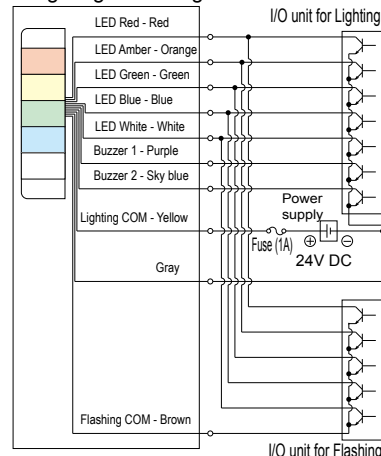 I/O unit for Lighting
LED Red - Red
LED Amber - Orange
LED Green - Green
LED Blue - Blue
LED White - White
Buzzer 1 - Purple
Buzzer 2 - Sky blue
Power
supply
Lighting COM - Yellow
Fuse (1A)
⊕ ⊖
24V DC
Gray
Flashing COM - Brown
I/O unit for Flashing